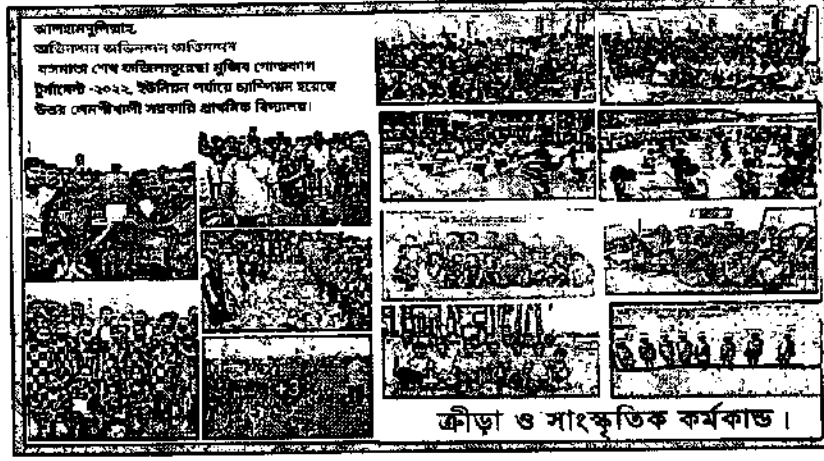 আলহামদুলিল্লাহ,
অভিনন্দন অভিনন্দন অভিনন্দন
বঙ্গমাতা শেখ ফজিলাতুন্নেছা মুজিব গোল্ডকাপ
টুর্নামেন্ট -২০২২, ইউনিয়ন পর্যায়ে চ্যাম্পিয়ন হয়েছে
উত্তর সরকারি প্রাথমিক বিদ্যালয়।
ক্রীড়া ও সাংস্কৃতিক কর্মকান্ড।